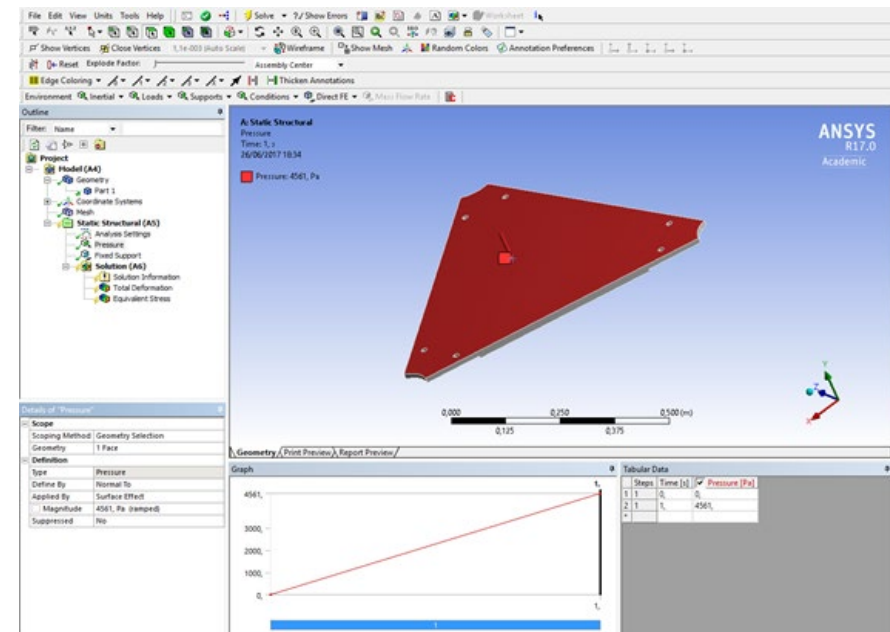 File Edit View Units Tools Help Solve ?/ Show Errors Worksheet
Show Vertices Close Vertices 1,1e-003 (Auto Scale) Wireframe Show Mesh Random Colors Annotation Preferences
Reset Explode Factor: Assembly Center
Edge Coloring Thicken Annotations
Environment Inertial Loads Supports Conditions Direct FE Mass Flow Rate
Outline
Filter: Name
Project
Model (A4)
Geometry
Part 1
Coordinate Systems
Mesh
Static Structural (A5)
Analysis Settings
Pressure
Fixed Support
Solution (A6)
Solution Information
Total Deformation
Equivalent Stress
A: Static Structural
Pressure
Time: 1, s
26/06/2017 18:34
Pressure: 4561, Pa
ANSYS
R17.0
Academic
Y
Z
X
0,000 0,250 0,500 (m)
0,125 0,375
Geometry Print Preview Report Preview
Details of "Pressure"
Scope
Scoping Method Geometry Selection
Geometry 1 Face
Definition
Type Pressure
Define By Normal To
Applied By Surface Effect
Magnitude 4561, Pa (ramped)
Suppressed No
Graph
1,
4561,
3000,
2000,
1000,
0,
1,
1
Tabular Data
Steps Time [s] Pressure [Pa]
1 1 0, 0,
2 1 1, 4561,
*